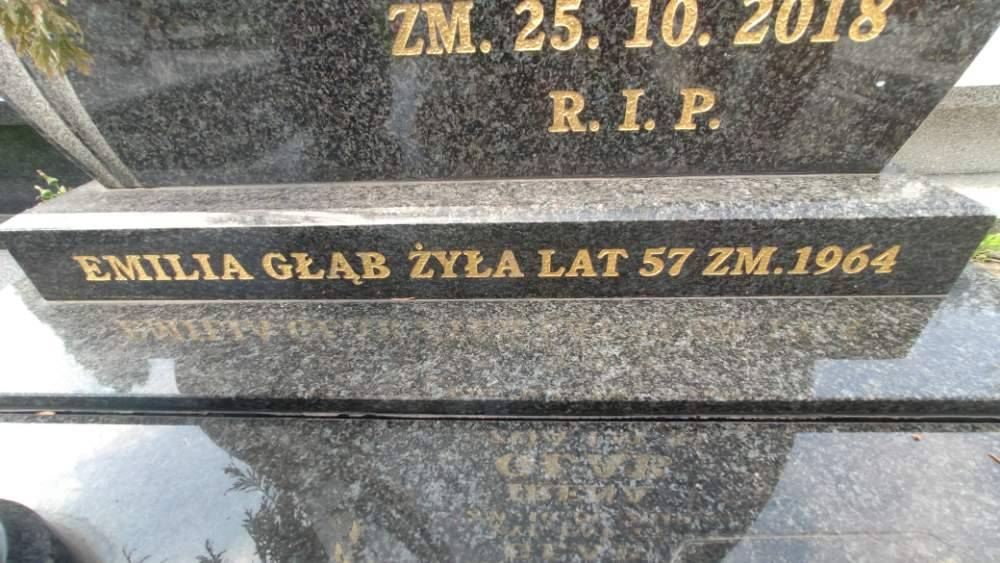 ZM. 25. 10. 2018
R. I. P.
EMILIA GŁĄB ŻYŁA LAT 57 ZM.1964